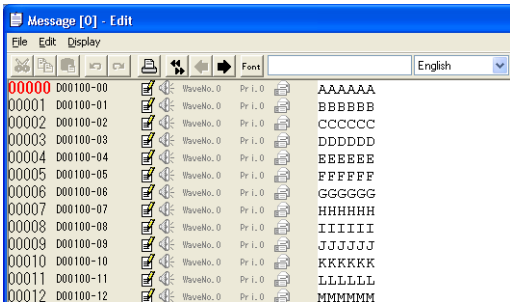 Message [0] - Edit
File Edit Display
Font English
00000 D00100-00 WaveNo.0 Pri.0 AAAAAA
00001 D00100-01 WaveNo.0 Pri.0 BBBBBB
00002 D00100-02 WaveNo.0 Pri.0 CCCCCC
00003 D00100-03 WaveNo.0 Pri.0 DDDDDD
00004 D00100-04 WaveNo.0 Pri.0 EEEEEE
00005 D00100-05 WaveNo.0 Pri.0 FFFFFF
00006 D00100-06 WaveNo.0 Pri.0 GGGGGG
00007 D00100-07 WaveNo.0 Pri.0 HHHHHH
00008 D00100-08 WaveNo.0 Pri.0 IIIIII
00009 D00100-09 WaveNo.0 Pri.0 JJJJJJ
00010 D00100-10 WaveNo.0 Pri.0 KKKKKK
00011 D00100-11 WaveNo.0 Pri.0 LLLLLL
00012 D00100-12 WaveNo.0 Pri.0 MMMMMM